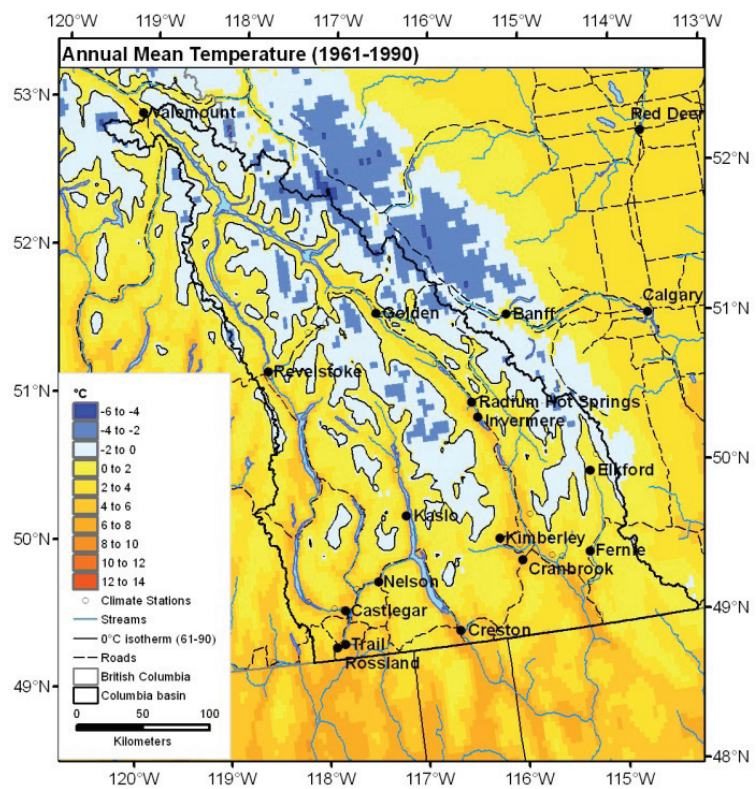 120°W 119°W 118°W 117°W 116°W 115°W 114°W 113°W
Annual Mean Temperature (1961-1990)
53°N
Valemount
Red Deer
52°N
52°N
Calgary
51°N
Golden
Banff
51°N
Revelstoke
°C
-6 to -4
-4 to -2
-2 to 0
0 to 2
2 to 4
4 to 6
6 to 8
8 to 10
10 to 12
12 to 14
Climate Stations
Streams
0°C isotherm (61-90)
Roads
British Columbia
Columbia basin
0 50 100
Kilometers
Radium Hot Springs
Invermere
50°N
Elkford
50°N
Kaslo
Kimberley
Fernie
Cranbrook
Nelson
Castlegar
49°N
Creston
Trail
Rossland
49°N
48°N
120°W 119°W 118°W 117°W 116°W 115°W